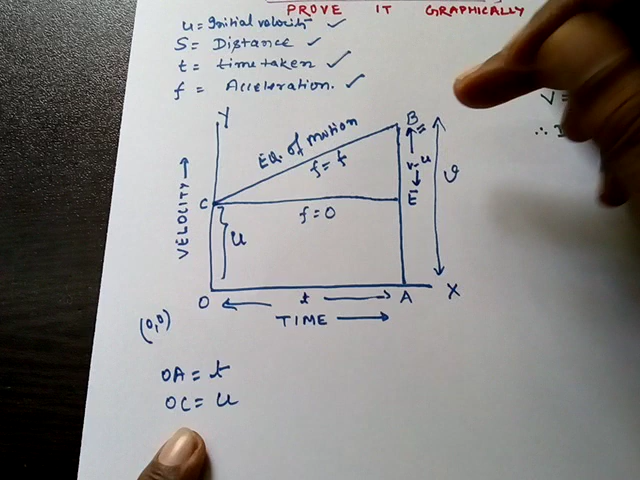 PROVE IT GRAPHICALLY
u = Initial velocity ✓
S = Distance ✓
t = time taken ✓
f = Acceleration. ✓
V =
Y
B
Eq. of motion
f = f
v-u
E
v
VELOCITY →
C
f = 0
u
O
← t →
A
X
TIME →
(0,0)
OA = t
OC = u